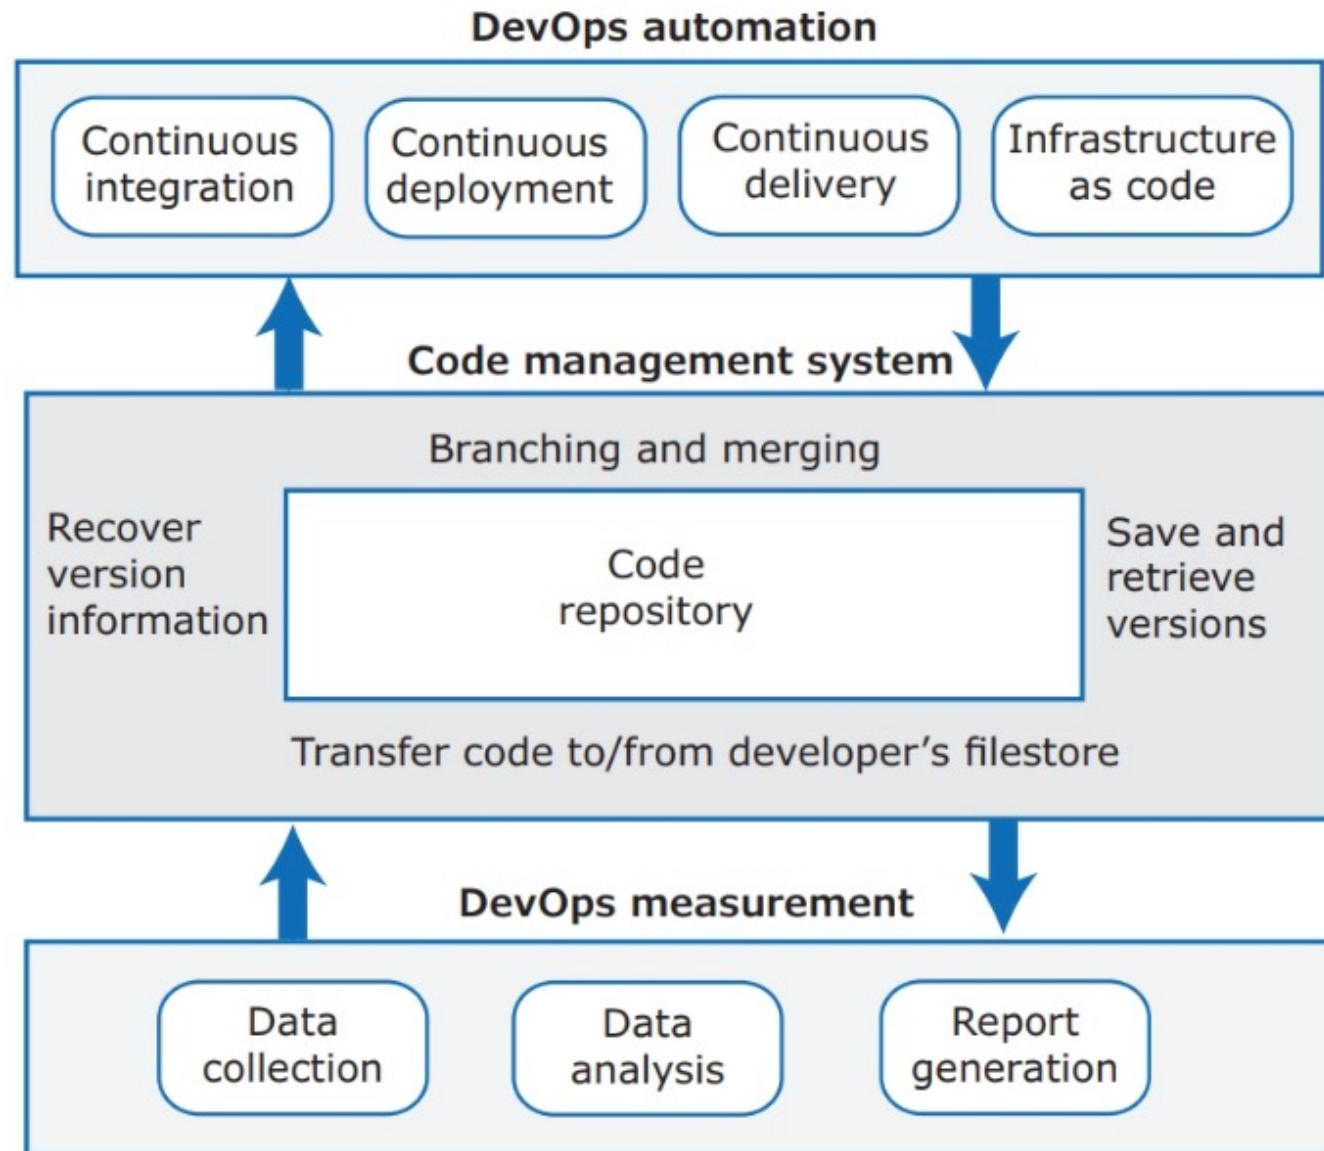 DevOps automation
Continuous
integration
Continuous
deployment
Continuous
delivery
Infrastructure
as code
Code management system
Branching and merging
Recover
version
information
Code
repository
Save and
retrieve
versions
Transfer code to/from developer’s filestore
DevOps measurement
Data
collection
Data
analysis
Report
generation